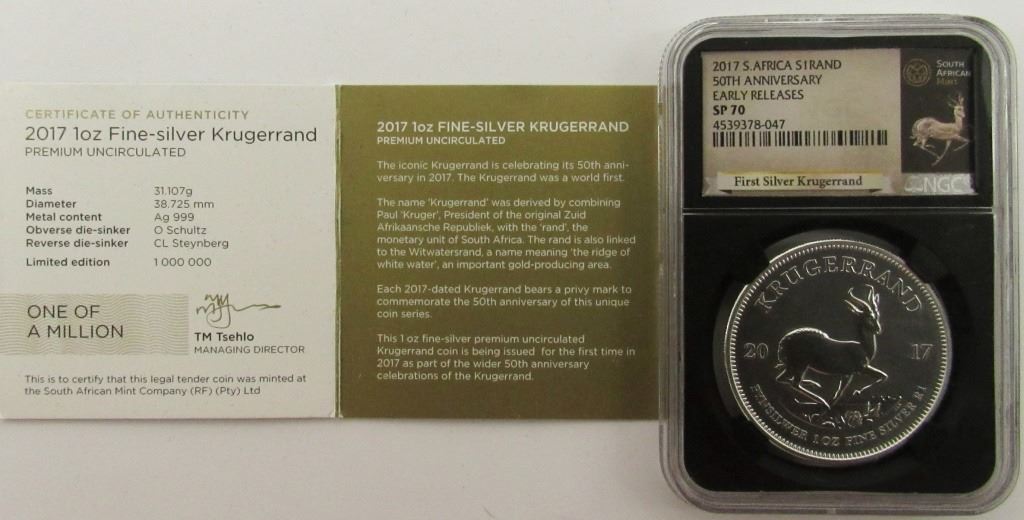 CERTIFICATE OF AUTHENTICITY
2017 1oz Fine-silver Krugerrand
PREMIUM UNCIRCULATED
Mass 31.107g
Diameter 38.725 mm
Metal content Ag 999
Obverse die-sinker O Schultz
Reverse die-sinker CL Steynberg
Limited edition 1 000 000
ONE OF
A MILLION
TM Tsehlo
MANAGING DIRECTOR
This is to certify that this legal tender coin was minted at
the South African Mint Company (RF) (Pty) Ltd
2017 1oz FINE-SILVER KRUGERRAND
PREMIUM UNCIRCULATED
The iconic Krugerrand is celebrating its 50th anni-
versary in 2017. The Krugerrand was a world first.
The name 'Krugerrand' was derived by combining
Paul 'Kruger', President of the original Zuid
Afrikaansche Republiek, with the 'rand', the
monetary unit of South Africa. The rand is also linked
to the Witwatersrand, a name meaning 'the ridge of
white water', an important gold-producing area.
Each 2017-dated Krugerrand bears a privy mark to
commemorate the 50th anniversary of this unique
coin series.
This 1 oz fine-silver premium uncirculated
Krugerrand coin is being issued for the first time in
2017 as part of the wider 50th anniversary
celebrations of the Krugerrand.
2017 S.AFRICA S1RAND
50TH ANNIVERSARY
EARLY RELEASES
SP 70
4539378-047
First Silver Krugerrand
SOUTH
AFRICAN
Mint
NGC
KRUGERRAND
20 17
FYNSILWER 1 OZ FINE SILVER R1